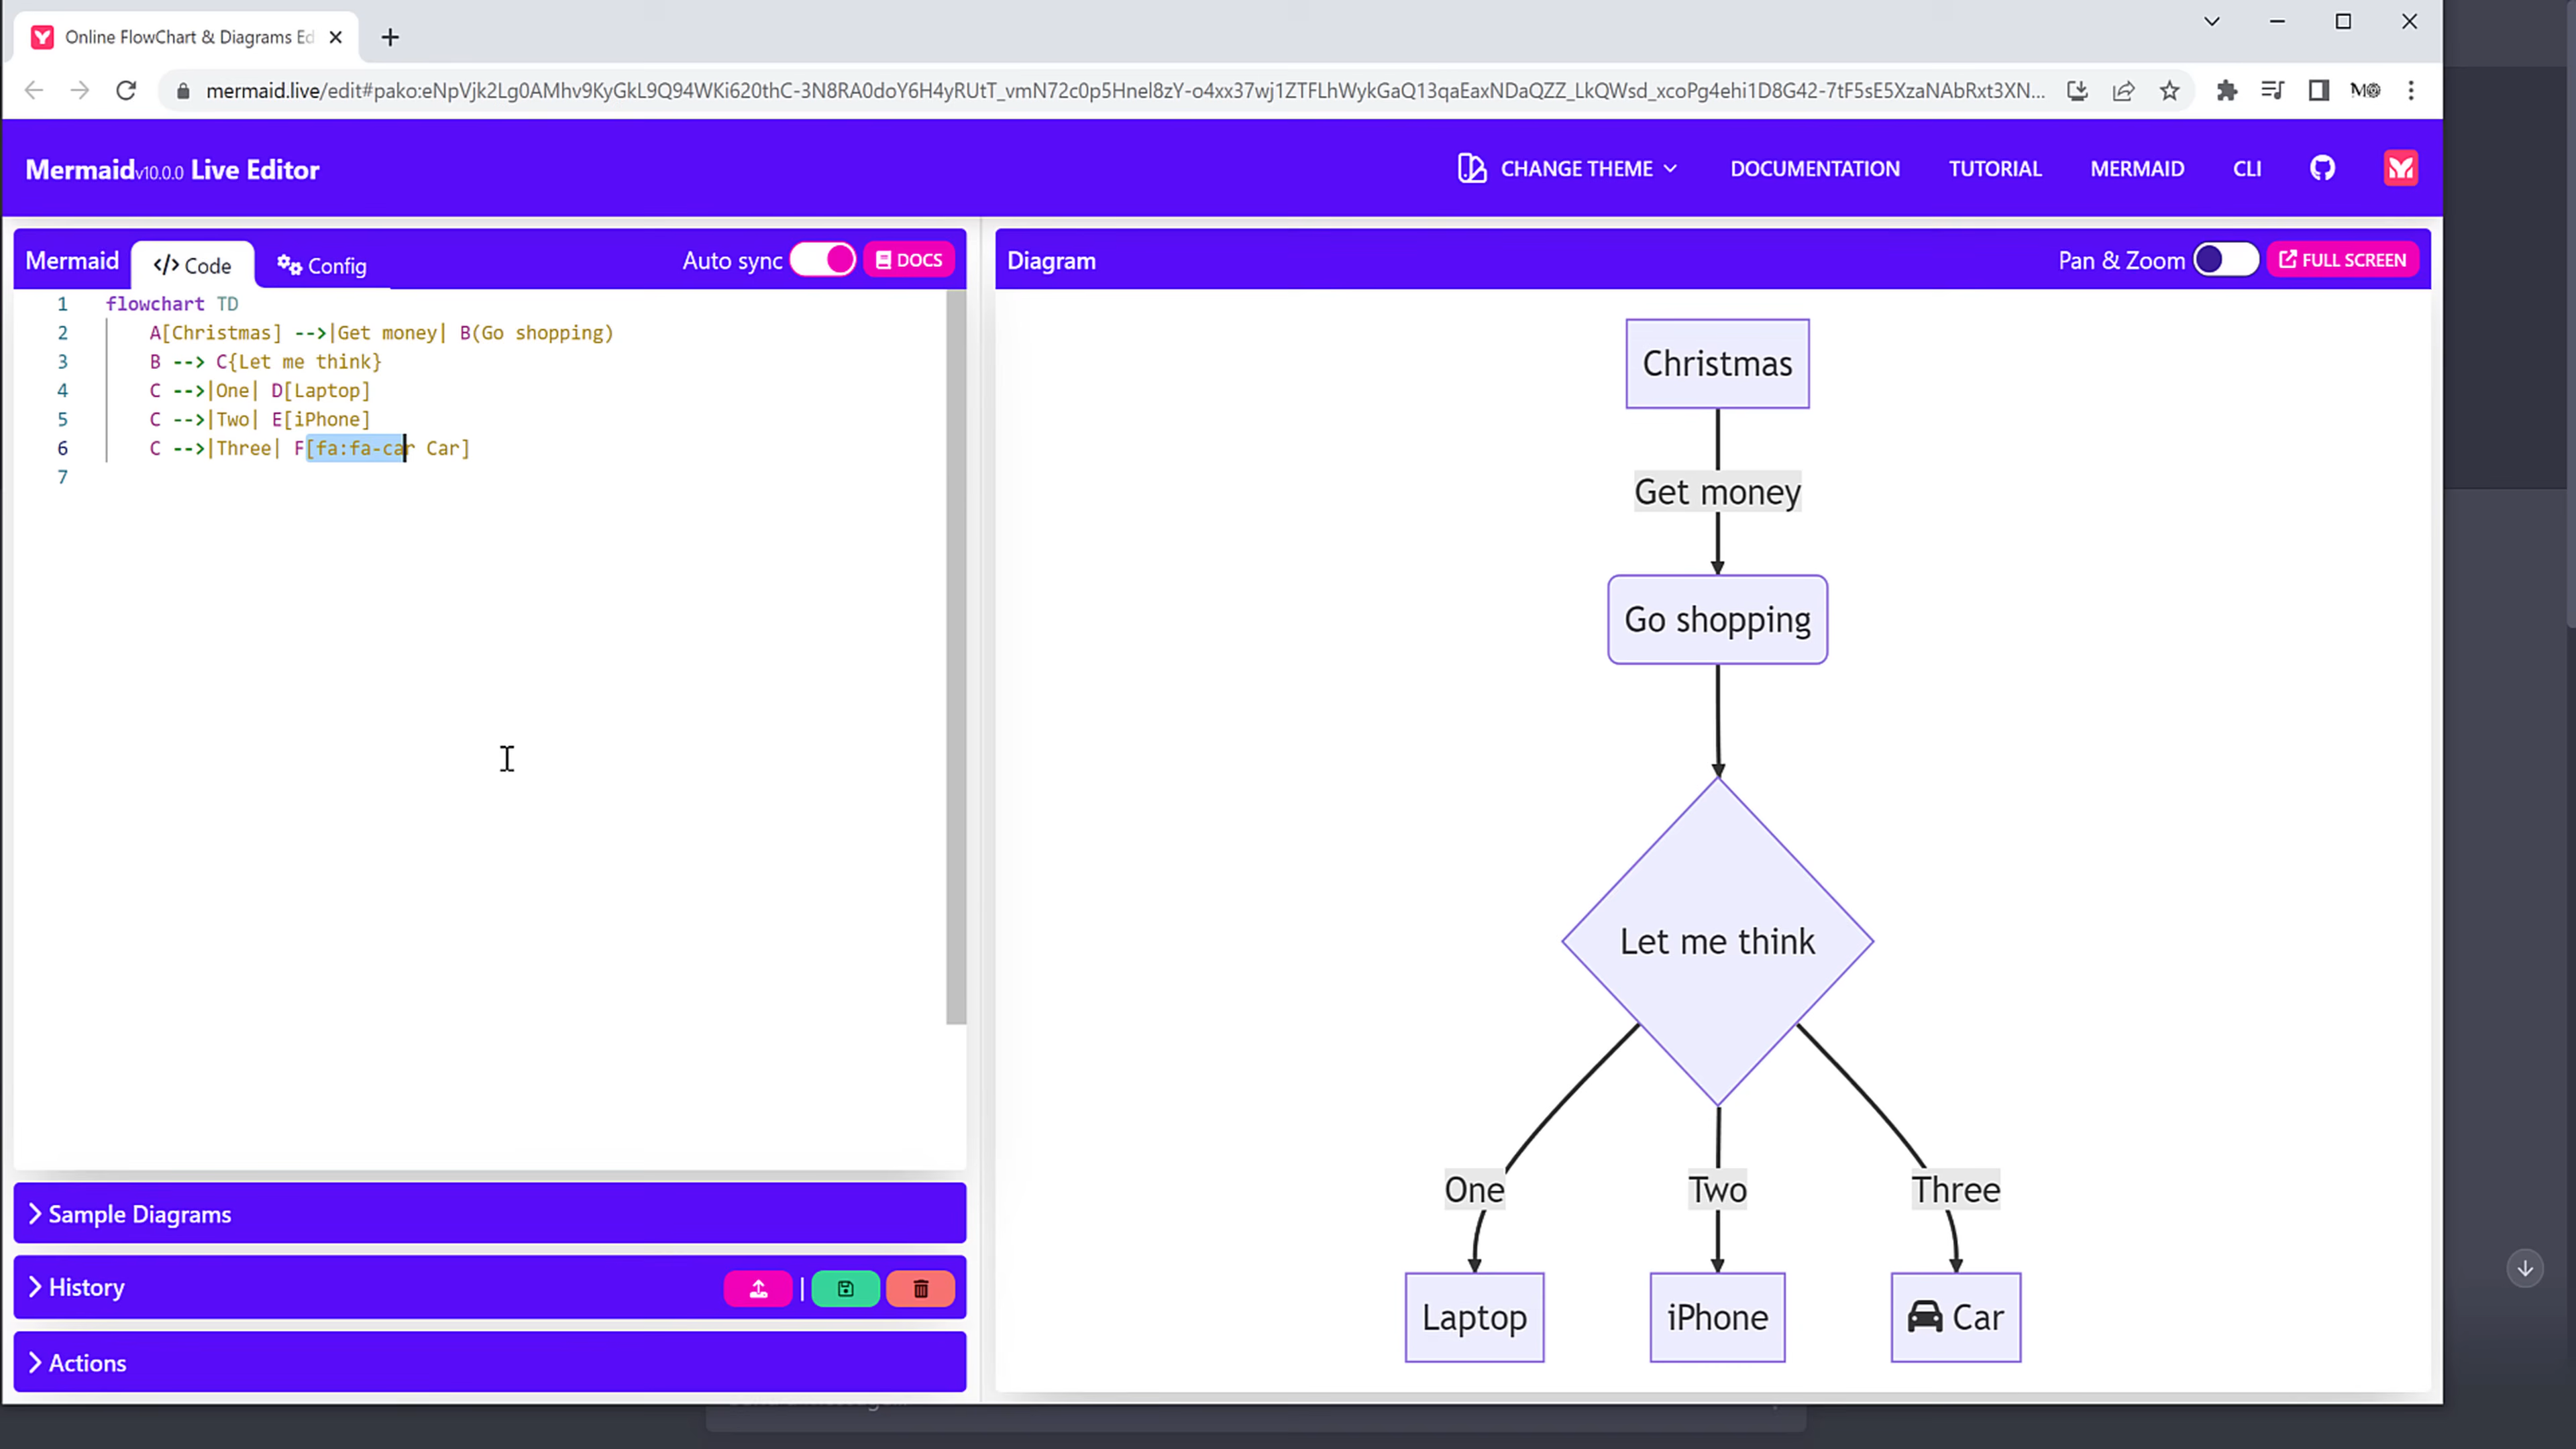 Online FlowChart & Diagrams Ed
mermaid.live/edit#pako:eNpVjk2Lg0AMhv9KyGkL9Q94WKi620thC-3N8RA0doY6H4yRUtT_vmN72c0p5Hnel8zY-o4xx37wj1ZTFLhWykGaQ13qaEaxNDaQZZ_LkQWsd_xcoPg4ehi1D8G42-7tF5sE5XzaNAbRxt3XN...
Mermaidv10.0.0 Live Editor
CHANGE THEME
DOCUMENTATION
TUTORIAL
MERMAID
CLI
Mermaid
</> Code
Config
Auto sync
DOCS
1 flowchart TD
2 A[Christmas] -->|Get money| B(Go shopping)
3 B --> C{Let me think}
4 C -->|One| D[Laptop]
5 C -->|Two| E[iPhone]
6 C -->|Three| F[fa:fa-car Car]
7
Sample Diagrams
History
Actions
Diagram
Pan & Zoom
FULL SCREEN
Christmas
Get money
Go shopping
Let me think
One
Two
Three
Laptop
iPhone
Car